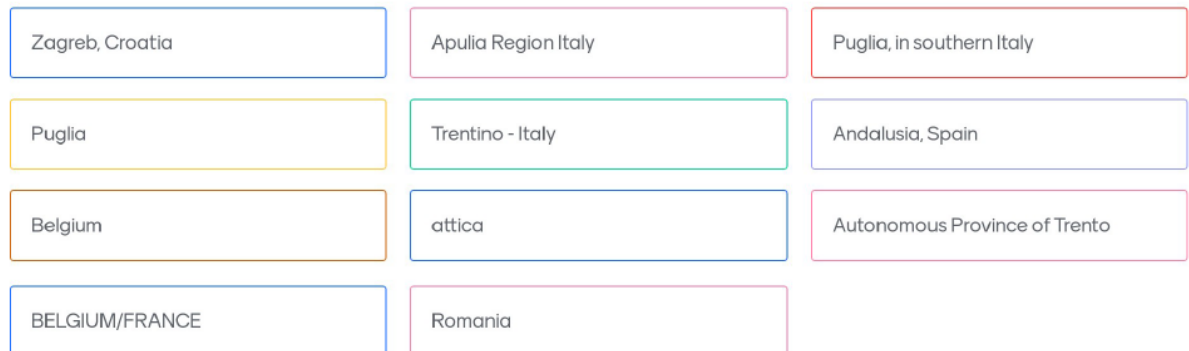 Zagreb, Croatia
Apulia Region Italy
Puglia, in southern Italy
Puglia
Trentino - Italy
Andalusia, Spain
Belgium
attica
Autonomous Province of Trento
BELGIUM/FRANCE
Romania